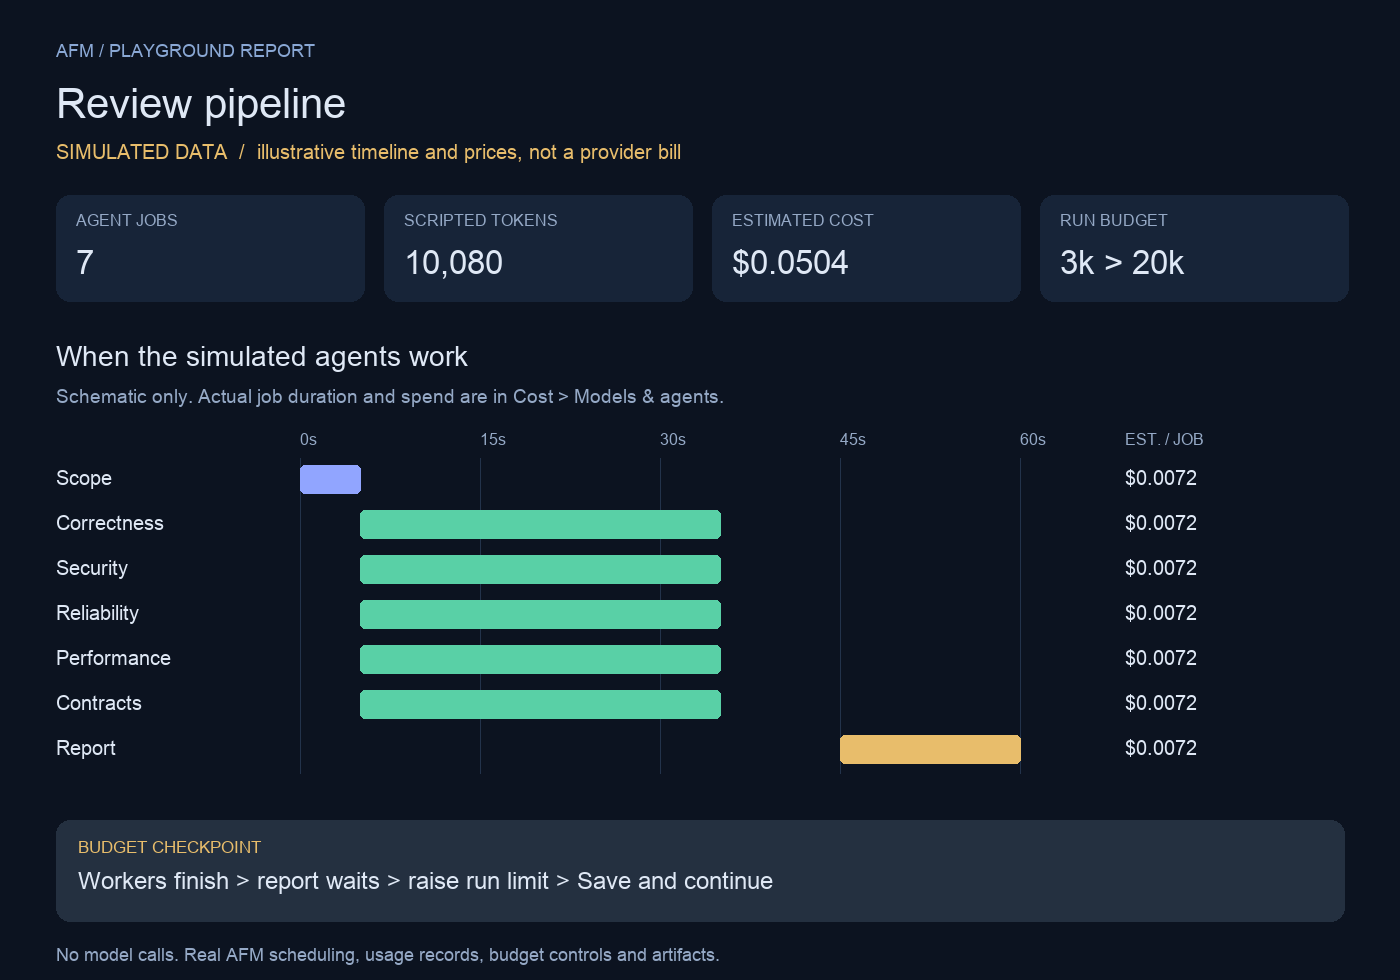 AFM / PLAYGROUND REPORT
Review pipeline
SIMULATED DATA / illustrative timeline and prices, not a provider bill
AGENT JOBS
7
SCRIPTED TOKENS
10,080
ESTIMATED COST
$0.0504
RUN BUDGET
3k > 20k
When the simulated agents work
Schematic only. Actual job duration and spend are in Cost > Models & agents.
0s 15s 30s 45s 60s EST. / JOB
Scope $0.0072
Correctness $0.0072
Security $0.0072
Reliability $0.0072
Performance $0.0072
Contracts $0.0072
Report $0.0072
BUDGET CHECKPOINT
Workers finish > report waits > raise run limit > Save and continue
No model calls. Real AFM scheduling, usage records, budget controls and artifacts.